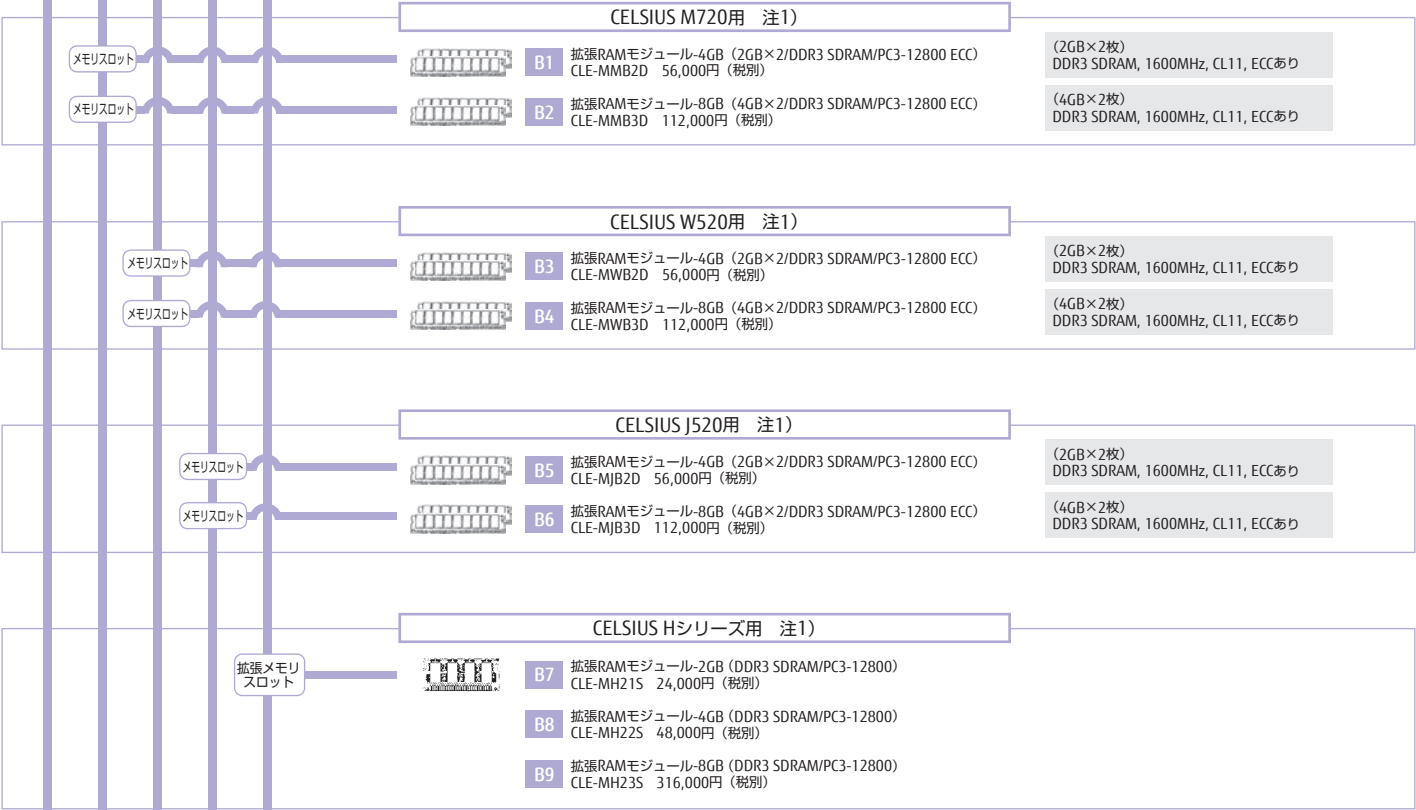 CELSIUS M720用　注1)
メモリスロット
B1
拡張RAMモジュール-4GB（2GB×2/DDR3 SDRAM/PC3-12800 ECC）
CLE-MMB2D　56,000円（税別）
（2GB×2枚）
DDR3 SDRAM, 1600MHz, CL11, ECCあり
メモリスロット
B2
拡張RAMモジュール-8GB（4GB×2/DDR3 SDRAM/PC3-12800 ECC）
CLE-MMB3D　112,000円（税別）
（4GB×2枚）
DDR3 SDRAM, 1600MHz, CL11, ECCあり
CELSIUS W520用　注1)
メモリスロット
B3
拡張RAMモジュール-4GB（2GB×2/DDR3 SDRAM/PC3-12800 ECC）
CLE-MWB2D　56,000円（税別）
（2GB×2枚）
DDR3 SDRAM, 1600MHz, CL11, ECCあり
メモリスロット
B4
拡張RAMモジュール-8GB（4GB×2/DDR3 SDRAM/PC3-12800 ECC）
CLE-MWB3D　112,000円（税別）
（4GB×2枚）
DDR3 SDRAM, 1600MHz, CL11, ECCあり
CELSIUS J520用　注1)
メモリスロット
B5
拡張RAMモジュール-4GB（2GB×2/DDR3 SDRAM/PC3-12800 ECC）
CLE-MJB2D　56,000円（税別）
（2GB×2枚）
DDR3 SDRAM, 1600MHz, CL11, ECCあり
メモリスロット
B6
拡張RAMモジュール-8GB（4GB×2/DDR3 SDRAM/PC3-12800 ECC）
CLE-MJB3D　112,000円（税別）
（4GB×2枚）
DDR3 SDRAM, 1600MHz, CL11, ECCあり
CELSIUS Hシリーズ用　注1)
拡張メモリ
スロット
B7
拡張RAMモジュール-2GB（DDR3 SDRAM/PC3-12800）
CLE-MH21S　24,000円（税別）
B8
拡張RAMモジュール-4GB（DDR3 SDRAM/PC3-12800）
CLE-MH22S　48,000円（税別）
B9
拡張RAMモジュール-8GB（DDR3 SDRAM/PC3-12800）
CLE-MH23S　316,000円（税別）